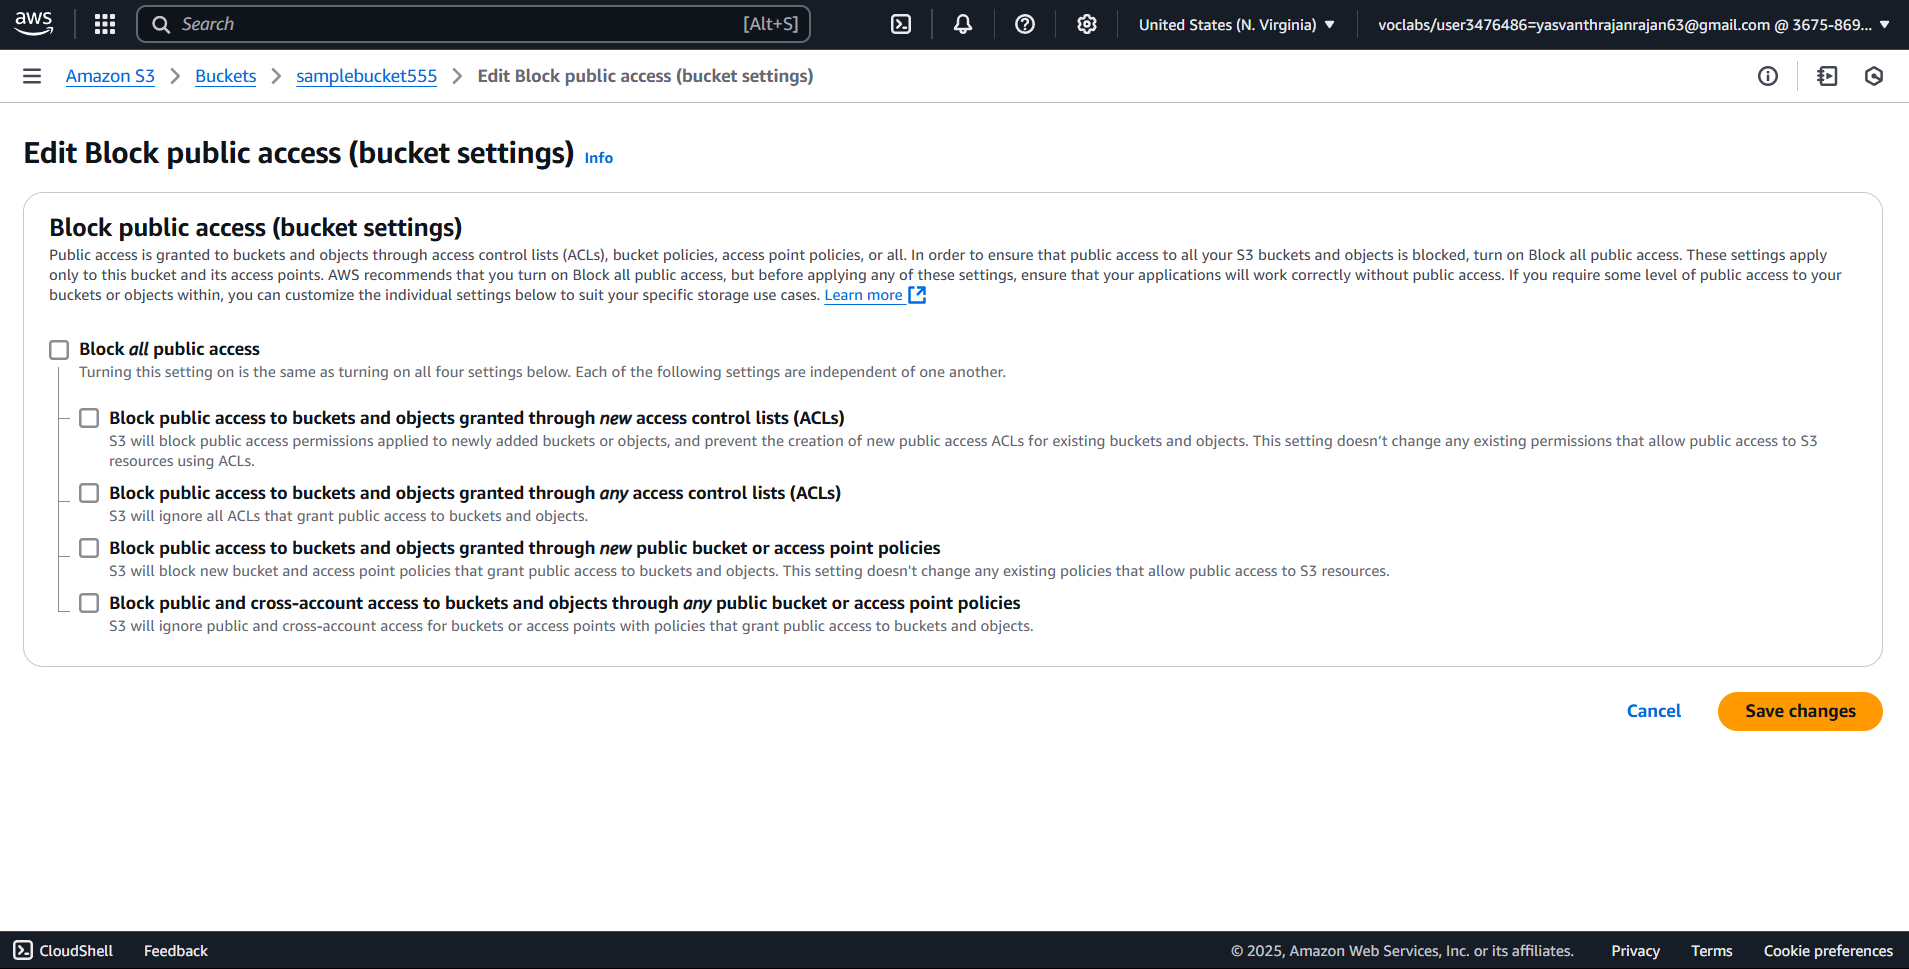 aws
Search [Alt+S]
United States (N. Virginia)
voclabs/user3476486=yasvanthrajanrajan63@gmail.com @ 3675-869...
Amazon S3 > Buckets > samplebucket555 > Edit Block public access (bucket settings)
Edit Block public access (bucket settings) Info
Block public access (bucket settings)
Public access is granted to buckets and objects through access control lists (ACLs), bucket policies, access point policies, or all. In order to ensure that public access to all your S3 buckets and objects is blocked, turn on Block all public access. These settings apply
only to this bucket and its access points. AWS recommends that you turn on Block all public access, but before applying any of these settings, ensure that your applications will work correctly without public access. If you require some level of public access to your
buckets or objects within, you can customize the individual settings below to suit your specific storage use cases. Learn more
Block all public access
Turning this setting on is the same as turning on all four settings below. Each of the following settings are independent of one another.
Block public access to buckets and objects granted through new access control lists (ACLs)
S3 will block public access permissions applied to newly added buckets or objects, and prevent the creation of new public access ACLs for existing buckets and objects. This setting doesn’t change any existing permissions that allow public access to S3
resources using ACLs.
Block public access to buckets and objects granted through any access control lists (ACLs)
S3 will ignore all ACLs that grant public access to buckets and objects.
Block public access to buckets and objects granted through new public bucket or access point policies
S3 will block new bucket and access point policies that grant public access to buckets and objects. This setting doesn't change any existing policies that allow public access to S3 resources.
Block public and cross-account access to buckets and objects through any public bucket or access point policies
S3 will ignore public and cross-account access for buckets or access points with policies that grant public access to buckets and objects.
Cancel
Save changes
CloudShell
Feedback
© 2025, Amazon Web Services, Inc. or its affiliates.
Privacy
Terms
Cookie preferences